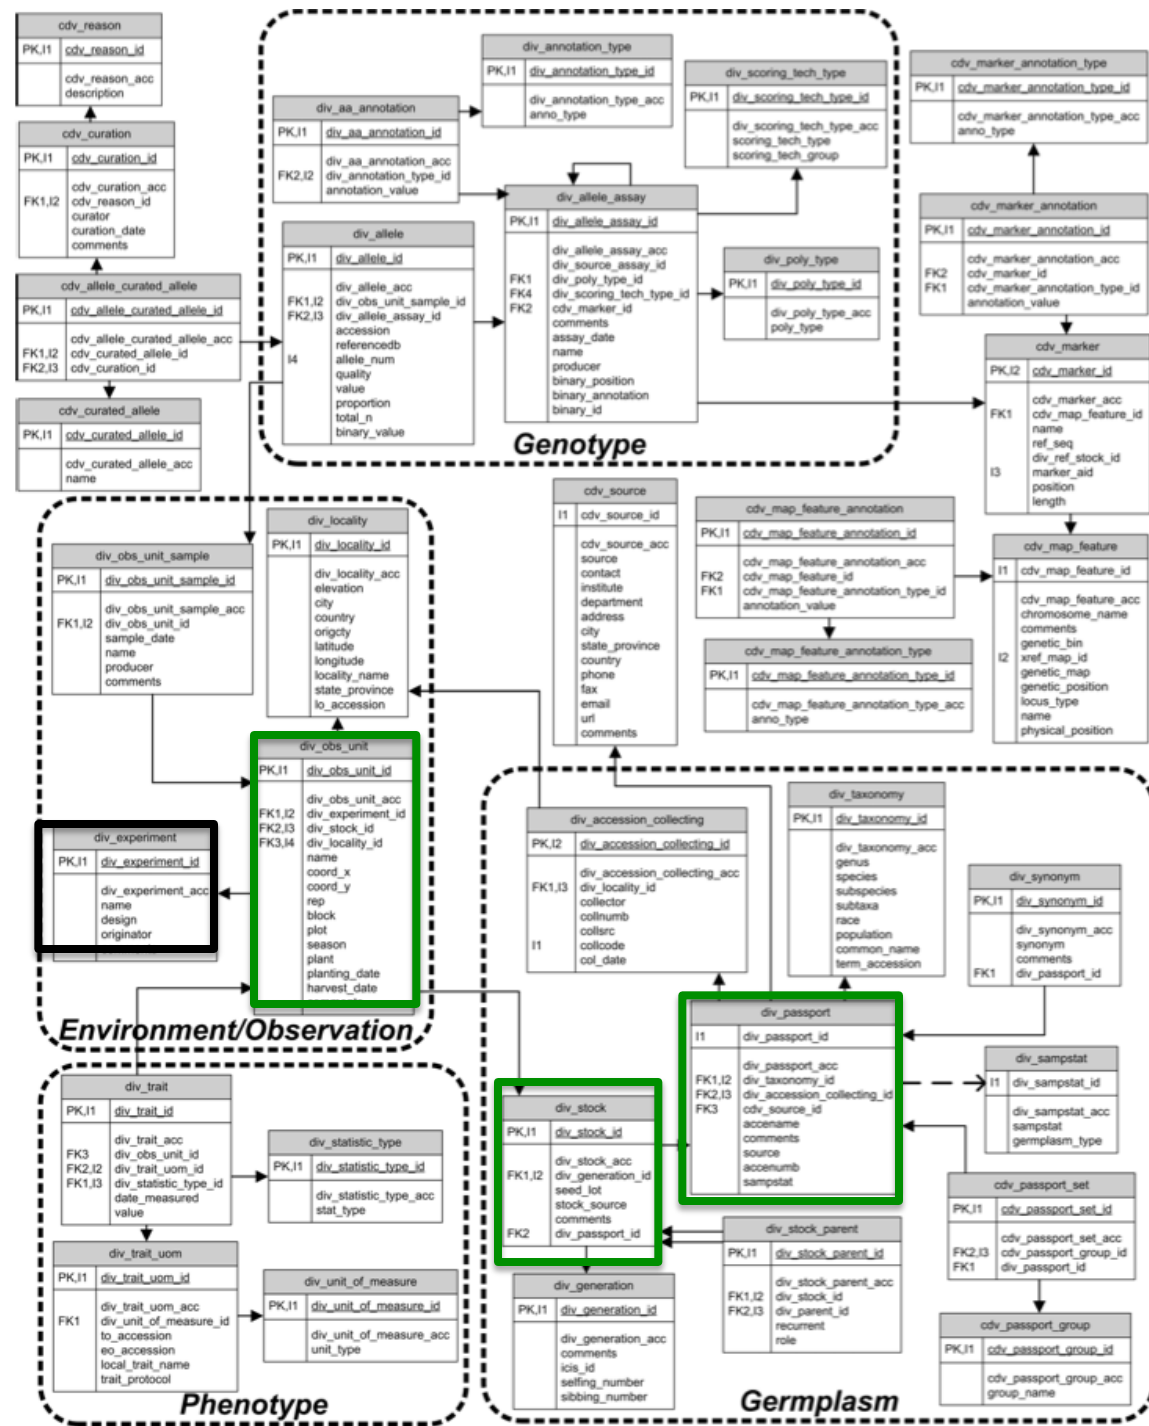 cdv_reason
PK,I1 cdv_reason_id
cdv_reason_acc
description
cdv_curation
PK,I1 cdv_curation_id
cdv_curation_acc
FK1,I2 cdv_reason_id
curator
curation_date
comments
cdv_allele_curated_allele
PK,I1 cdv_allele_curated_allele_id
cdv_allele_curated_allele_acc
FK1,I2 cdv_curated_allele_id
FK2,I3 cdv_curation_id
cdv_curated_allele
PK,I1 cdv_curated_allele_id
cdv_curated_allele_acc
name
div_annotation_type
PK,I1 div_annotation_type_id
div_annotation_type_acc
anno_type
div_aa_annotation
PK,I1 div_aa_annotation_id
div_aa_annotation_acc
FK2,I2 div_annotation_type_id
annotation_value
div_scoring_tech_type
PK,I1 div_scoring_tech_type_id
div_scoring_tech_type_acc
scoring_tech_type
scoring_tech_group
div_allele
PK,I1 div_allele_id
div_allele_acc
FK1,I2 div_obs_unit_sample_id
FK2,I3 div_allele_assay_id
accession
referencedb
I4 allele_num
quality
value
proportion
total_n
binary_value
div_allele_assay
PK,I1 div_allele_assay_id
div_allele_assay_acc
div_source_assay_id
FK1 div_poly_type_id
FK4 div_scoring_tech_type_id
FK2 cdv_marker_id
comments
assay_date
name
producer
binary_position
binary_annotation
binary_id
div_poly_type
PK,I1 div_poly_type_id
div_poly_type_acc
poly_type
Genotype
cdv_marker_annotation_type
PK,I1 cdv_marker_annotation_type_id
cdv_marker_annotation_type_acc
anno_type
cdv_marker_annotation
PK,I1 cdv_marker_annotation_id
cdv_marker_annotation_acc
FK2 cdv_marker_id
FK1 cdv_marker_annotation_type_id
annotation_value
cdv_marker
PK,I2 cdv_marker_id
cdv_marker_acc
FK1 cdv_map_feature_id
name
ref_seq
div_ref_stock_id
I3 marker_aid
position
length
cdv_map_feature
I1 cdv_map_feature_id
cdv_map_feature_acc
chromosome_name
comments
genetic_bin
I2 xref_map_id
genetic_map
genetic_position
locus_type
name
physical_position
cdv_map_feature_annotation
PK,I1 cdv_map_feature_annotation_id
cdv_map_feature_annotation_acc
FK2 cdv_map_feature_id
FK1 cdv_map_feature_annotation_type_id
annotation_value
cdv_map_feature_annotation_type
PK,I1 cdv_map_feature_annotation_type_id
cdv_map_feature_annotation_type_acc
anno_type
cdv_source
I1 cdv_source_id
cdv_source_acc
source
contact
institute
department
address
city
state_province
country
phone
fax
email
url
comments
div_locality
PK,I1 div_locality_id
div_locality_acc
elevation
city
country
origcty
latitude
longitude
locality_name
state_province
lo_accession
div_obs_unit_sample
PK,I1 div_obs_unit_sample_id
div_obs_unit_sample_acc
FK1,I2 div_obs_unit_id
sample_date
name
producer
comments
div_obs_unit
PK,I1 div_obs_unit_id
div_obs_unit_acc
FK1,I2 div_experiment_id
FK2,I3 div_stock_id
FK3,I4 div_locality_id
name
coord_x
coord_y
rep
block
plot
season
plant
planting_date
harvest_date
div_experiment
PK,I1 div_experiment_id
div_experiment_acc
name
design
originator
Environment/Observation
div_trait
PK,I1 div_trait_id
div_trait_acc
FK3 div_obs_unit_id
FK2,I2 div_trait_uom_id
FK1,I3 div_statistic_type_id
date_measured
value
div_statistic_type
PK,I1 div_statistic_type_id
div_statistic_type_acc
stat_type
div_trait_uom
PK,I1 div_trait_uom_id
div_trait_uom_acc
FK1 div_unit_of_measure_id
to_accession
eo_accession
local_trait_name
trait_protocol
div_unit_of_measure
PK,I1 div_unit_of_measure_id
div_unit_of_measure_acc
unit_type
Phenotype
div_accession_collecting
PK,I2 div_accession_collecting_id
div_accession_collecting_acc
FK1,I3 div_locality_id
collector
collnumb
collsrc
I1 collcode
col_date
div_taxonomy
PK,I1 div_taxonomy_id
div_taxonomy_acc
genus
species
subspecies
subtaxa
race
population
common_name
term_accession
div_synonym
PK,I1 div_synonym_id
div_synonym_acc
synonym
comments
FK1 div_passport_id
div_passport
I1 div_passport_id
div_passport_acc
FK1,I2 div_taxonomy_id
FK2,I3 div_accession_collecting_id
FK3 cdv_source_id
accename
comments
source
accenumb
sampstat
div_sampstat
I1 div_sampstat_id
div_sampstat_acc
sampstat
germplasm_type
div_stock
PK,I1 div_stock_id
div_stock_acc
FK1,I2 div_generation_id
seed_lot
stock_source
comments
FK2 div_passport_id
cdv_passport_set
PK,I1 cdv_passport_set_id
cdv_passport_set_acc
FK2,I3 cdv_passport_group_id
FK1 div_passport_id
div_stock_parent
PK,I1 div_stock_parent_id
div_stock_parent_acc
FK1,I2 div_stock_id
FK2,I3 div_parent_id
recurrent
role
div_generation
PK,I1 div_generation_id
div_generation_acc
comments
icis_id
selfing_number
sibbing_number
cdv_passport_group
PK,I1 cdv_passport_group_id
cdv_passport_group_acc
group_name
Germplasm